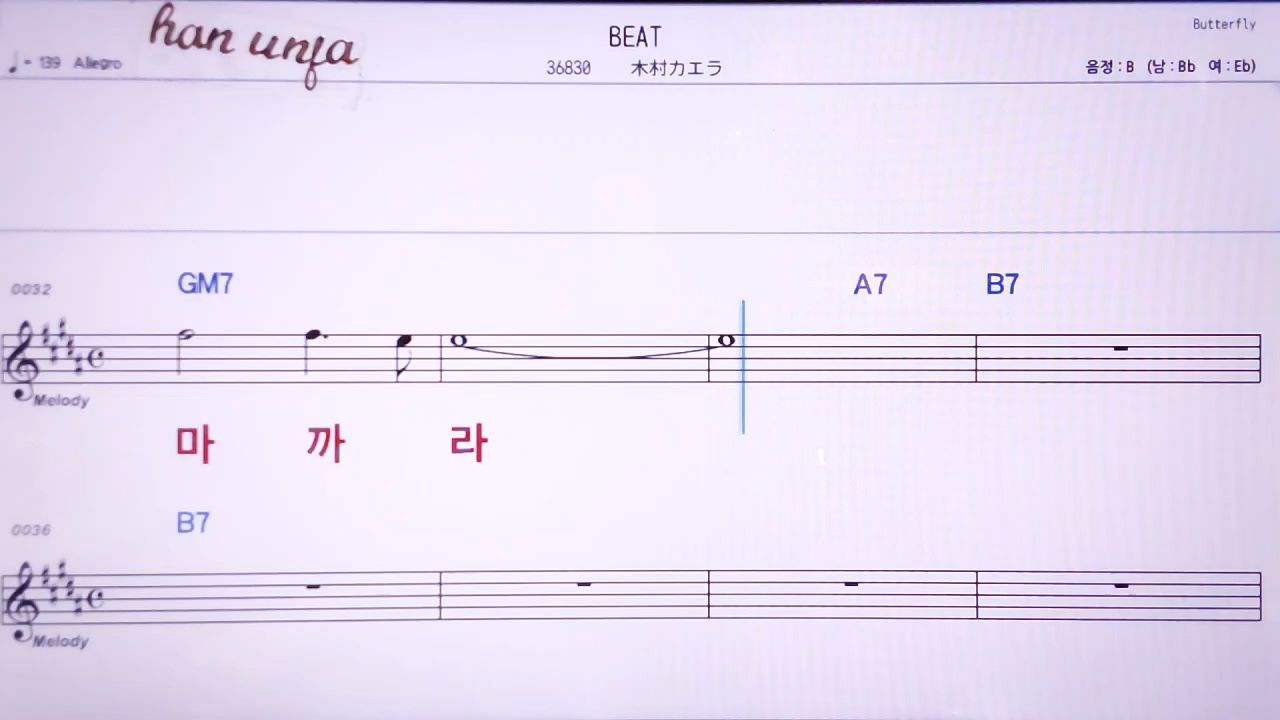 han unja
BEAT
Butterfly
♩ = 139 Allegro
36830 木村カエラ
음정 : B (남 : Bb 여 : Eb)
0032 GM7 A7 B7
Melody
마 까 라
0036 B7
Melody